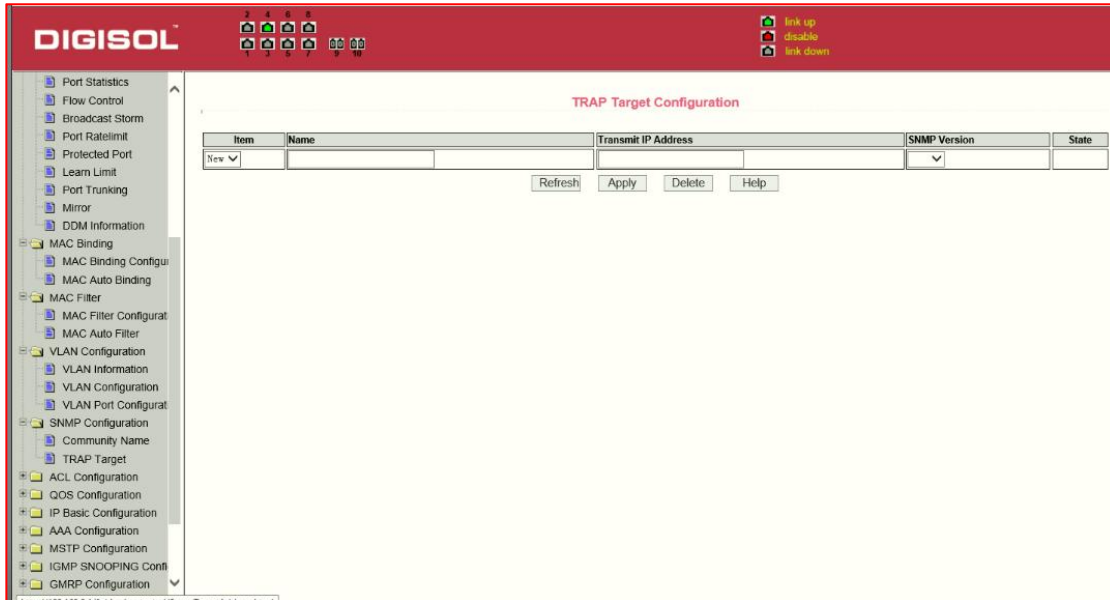 DIGISOL™
2 4 6 8
1 3 5 7 9 10
link up
disable
link down
Port Statistics
Flow Control
Broadcast Storm
Port Ratelimit
Protected Port
Learn Limit
Port Trunking
Mirror
DDM Information
MAC Binding
MAC Binding Configur
MAC Auto Binding
MAC Filter
MAC Filter Configurat
MAC Auto Filter
VLAN Configuration
VLAN Information
VLAN Configuration
VLAN Port Configurat
SNMP Configuration
Community Name
TRAP Target
ACL Configuration
QOS Configuration
IP Basic Configuration
AAA Configuration
MSTP Configuration
IGMP SNOOPING Confi
GMRP Configuration
TRAP Target Configuration
Item Name Transmit IP Address SNMP Version State
New
Refresh Apply Delete Help